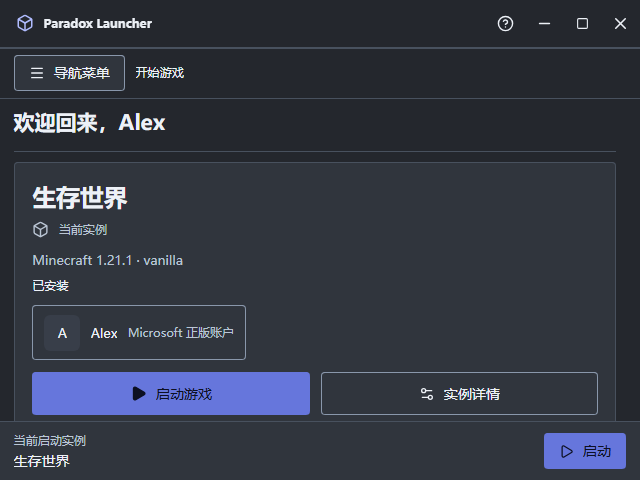 Paradox Launcher
导航菜单 开始游戏
欢迎回来，Alex
生存世界
当前实例
Minecraft 1.21.1 · vanilla
已安装
A Alex Microsoft 正版账户
启动游戏 实例详情
当前启动实例
生存世界
启动